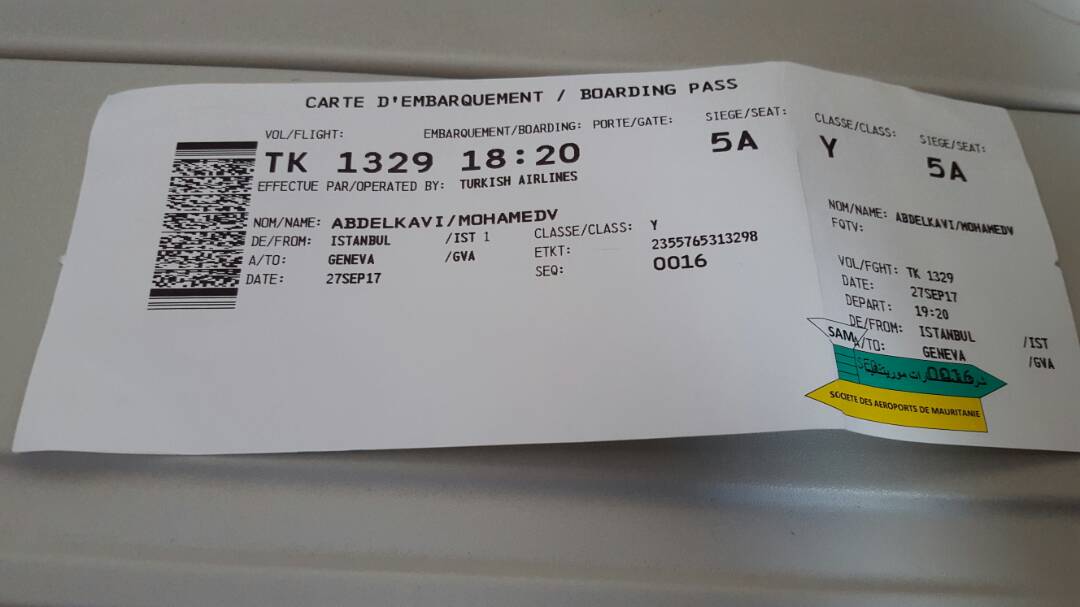 CARTE D'EMBARQUEMENT / BOARDING PASS
VOL/FLIGHT: EMBARQUEMENT/BOARDING: PORTE/GATE: SIEGE/SEAT:
TK 1329 18:20 5A
EFFECTUE PAR/OPERATED BY: TURKISH AIRLINES
NOM/NAME: ABDELKAVI/MOHAMEDV
DE/FROM: ISTANBUL /IST 1 CLASSE/CLASS: Y
A/TO: GENEVA /GVA ETKT: 2355765313298
DATE: 27SEP17 SEQ: 0016
CLASSE/CLASS: SIEGE/SEAT:
Y 5A
NOM/NAME: ABDELKAVI/MOHAMEDV
FQTV:
VOL/FGHT: TK 1329
DATE: 27SEP17
DEPART: 19:20
DE/FROM: ISTANBUL /IST
A/TO: GENEVA /GVA
SAM
SEQ: 0016
SOCIETE DES AEROPORTS DE MAURITANIE